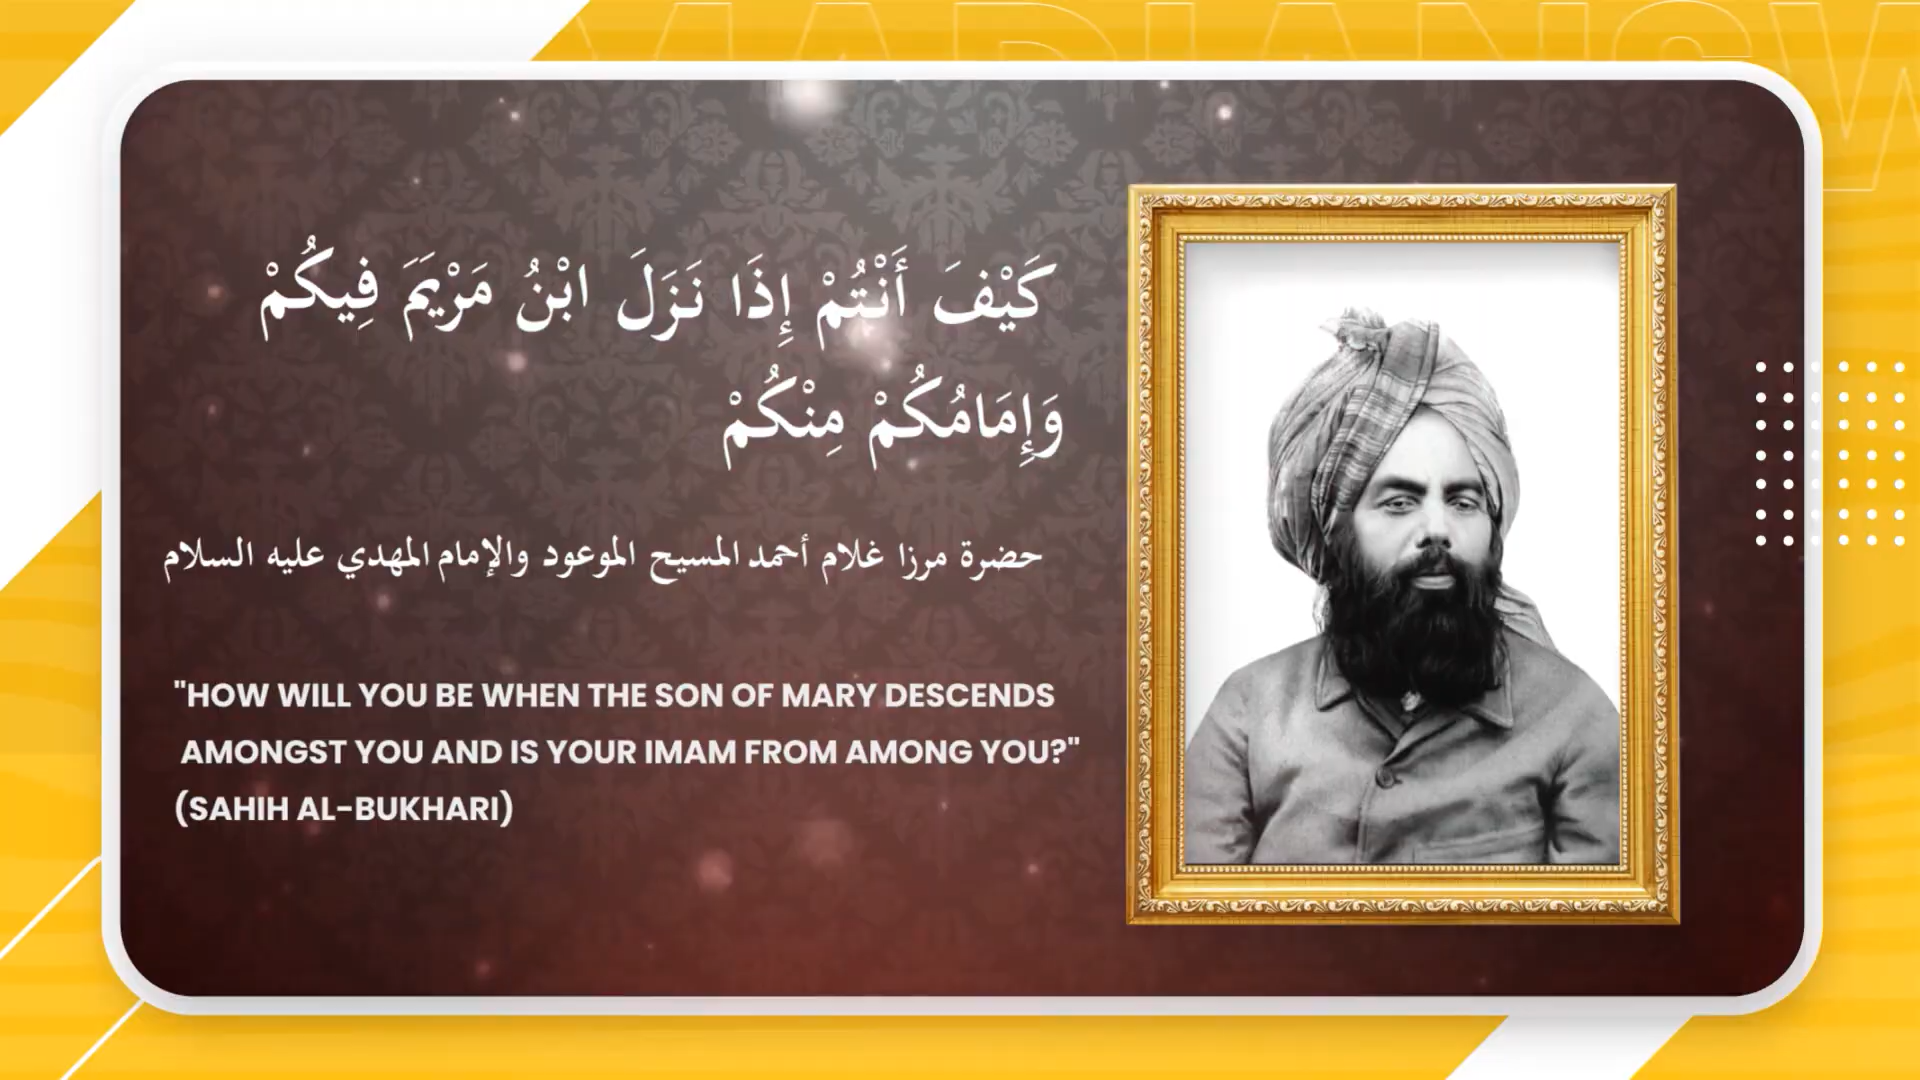 كَيْفَ أَنْتُمْ إِذَا نَزَلَ ابْنُ مَرْيَمَ فِيكُمْ
وَإِمَامُكُمْ مِنْكُمْ
حضرة مرزا غلام أحمد المسيح الموعود والإمام المهدي عليه السلام
"HOW WILL YOU BE WHEN THE SON OF MARY DESCENDS
AMONGST YOU AND IS YOUR IMAM FROM AMONG YOU?"
(SAHIH AL-BUKHARI)